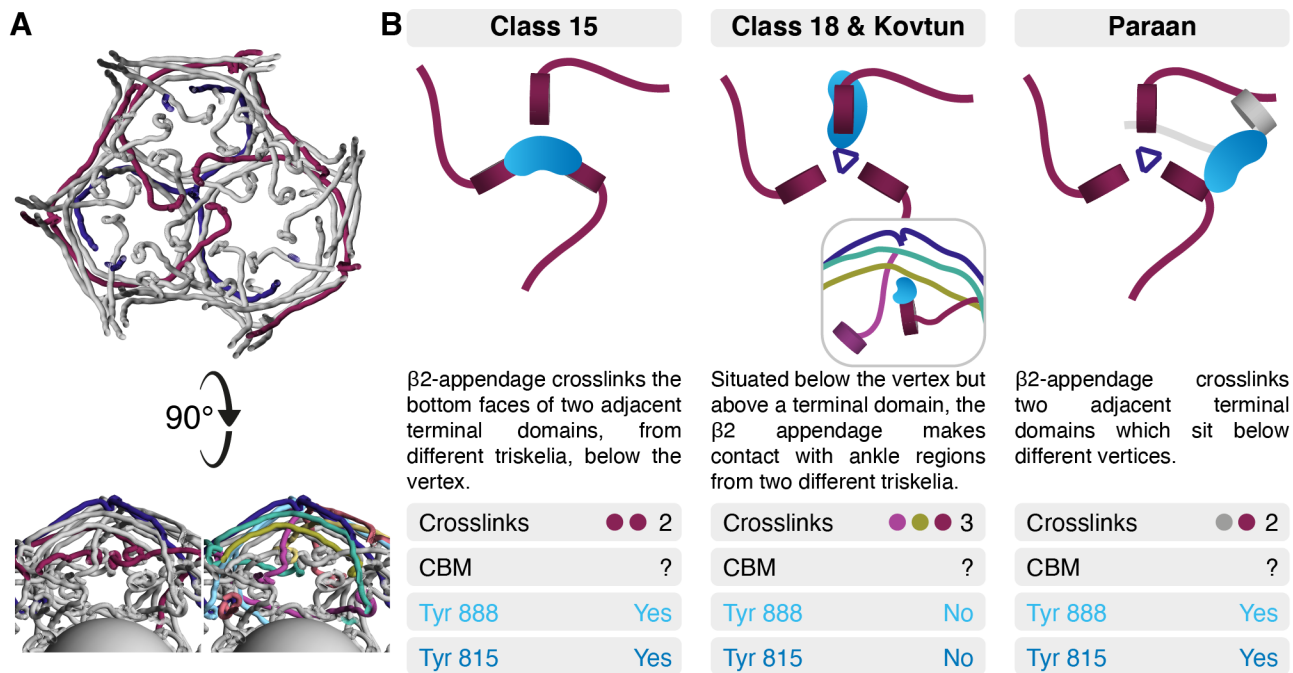 A
90°
B
Class 15
β2-appendage crosslinks the
bottom faces of two adjacent
terminal domains, from
different triskelia, below the
vertex.
Crosslinks 2
CBM ?
Tyr 888 Yes
Tyr 815 Yes
Class 18 & Kovtun
Situated below the vertex but
above a terminal domain, the
β2 appendage makes
contact with ankle regions
from two different triskelia.
Crosslinks 3
CBM ?
Tyr 888 No
Tyr 815 No
Paraan
β2-appendage crosslinks
two adjacent terminal
domains which sit below
different vertices.
Crosslinks 2
CBM ?
Tyr 888 Yes
Tyr 815 Yes